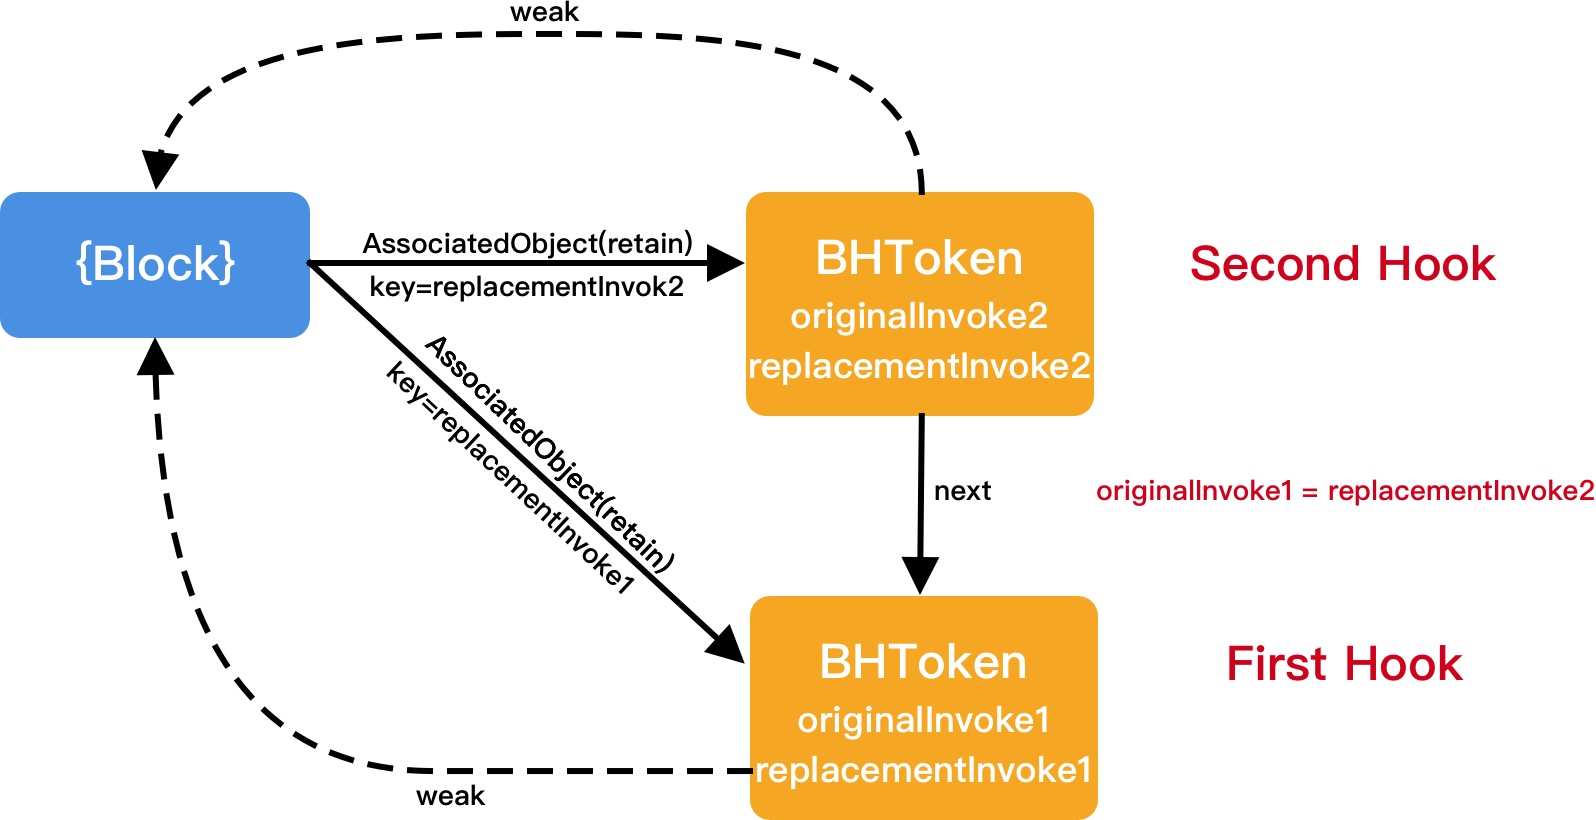 weak
{Block}
AssociatedObject(retain)
key=replacementInvok2
BHToken
originalInvoke2
replacementInvoke2
Second Hook
AssociatedObject(retain)
key=replacementInvoke1
next
originalInvoke1 = replacementInvoke2
BHToken
originalInvoke1
replacementInvoke1
First Hook
weak